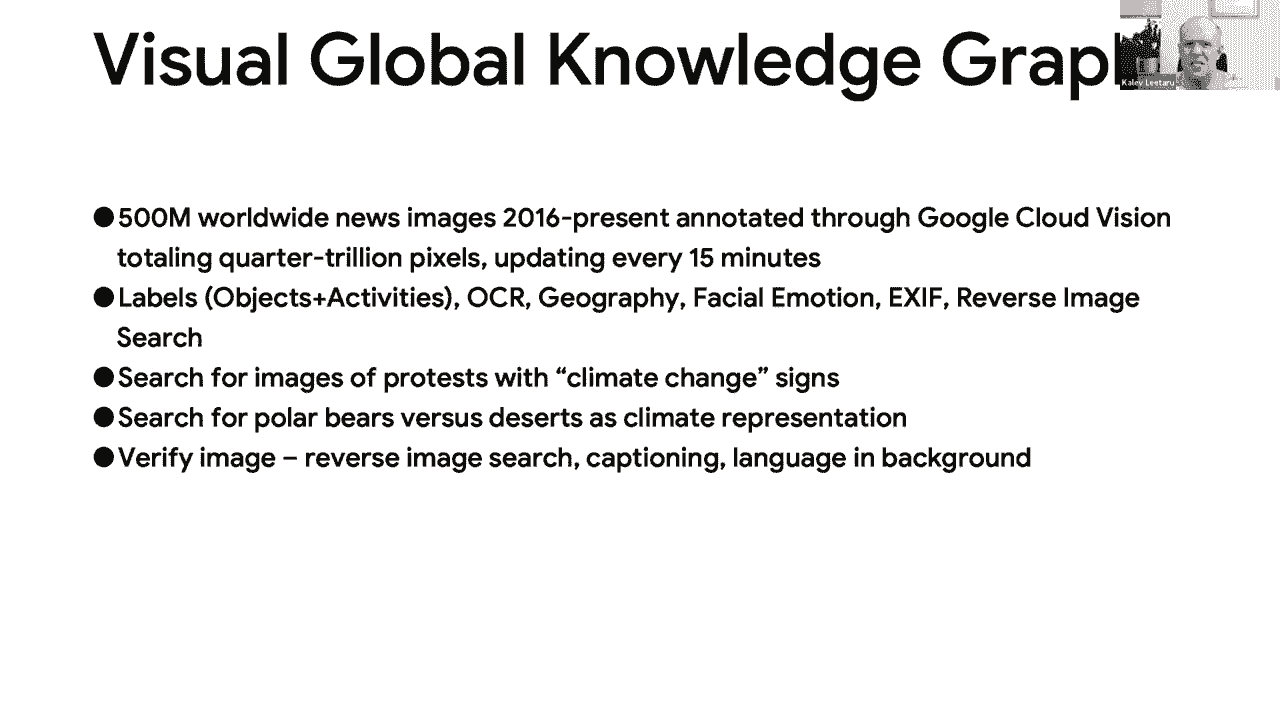 Visual Global Knowledge Grap
Kalev Leetaru
●500M worldwide news images 2016-present annotated through Google Cloud Vision
totaling quarter-trillion pixels, updating every 15 minutes
●Labels (Objects+Activities), OCR, Geography, Facial Emotion, EXIF, Reverse Image
Search
●Search for images of protests with “climate change” signs
●Search for polar bears versus deserts as climate representation
●Verify image – reverse image search, captioning, language in background